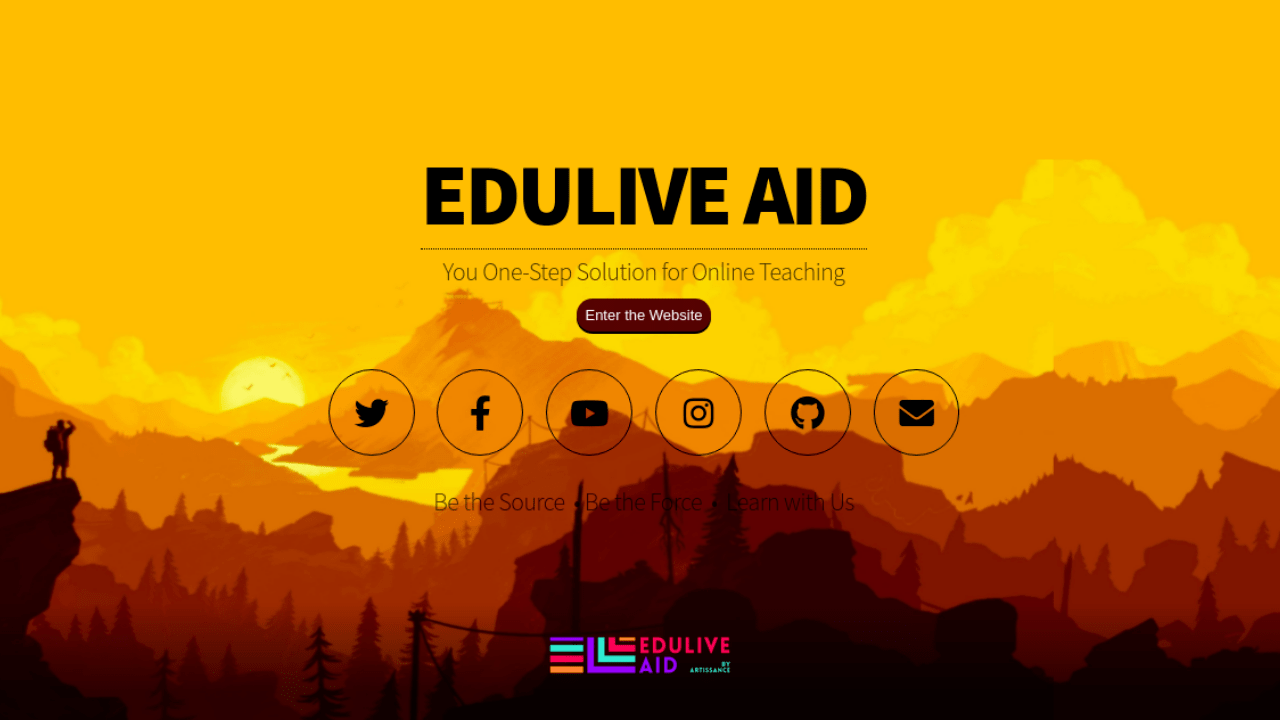 EDULIVE AID
You One-Step Solution for Online Teaching
Enter the Website
Be the Source • Be the Force • Learn with Us
EDULIVE
AID
BY
ARTISSANCE